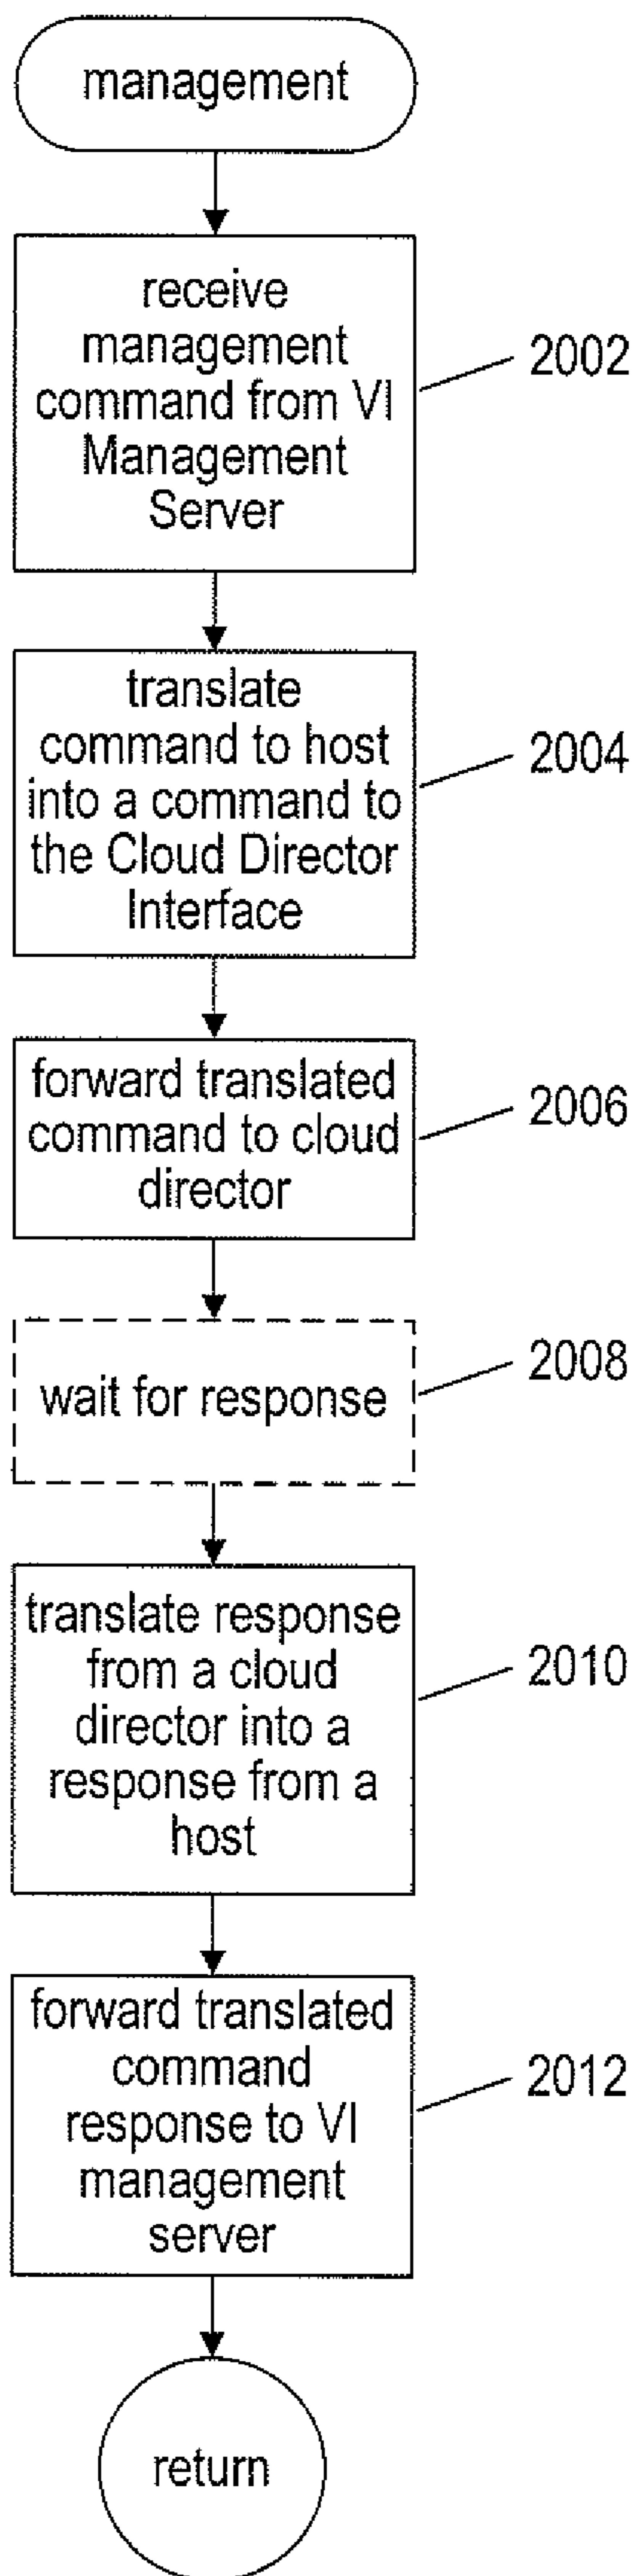 management
receive
management
command from VI
Management
Server
2002
translate
command to host
into a command to
the Cloud Director
Interface
2004
forward translated
command to cloud
director
2006
wait for response
2008
translate response
from a cloud
director into a
response from a
host
2010
forward translated
command
response to VI
management
server
2012
return